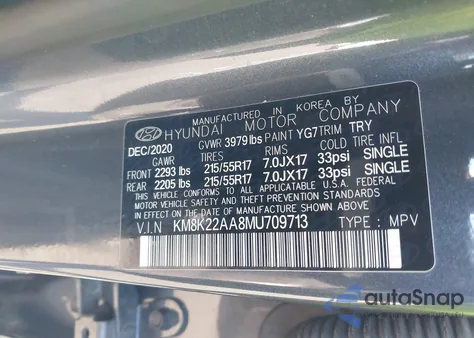 MANUFACTURED IN KOREA BY
HYUNDAI MOTOR COMPANY
DEC/2020 GVWR 3979 lbs PAINT YG7 TRIM TRY
GAWR TIRES RIMS COLD TIRE INFL
FRONT 2293 lbs 215/55R17 7.0JX17 33psi SINGLE
REAR 2205 lbs 215/55R17 7.0JX17 33psi SINGLE
THIS VEHICLE CONFORMS TO ALL APPLICABLE U.S.A. FEDERAL
MOTOR VEHICLE SAFETY, BUMPER, AND THEFT PREVENTION
STANDARDS IN EFFECT ON THE DATE OF MANUFACTURE SHOWN ABOVE.
V.I.N KM8K22AA8MU709713 TYPE : MPV
autoSnap